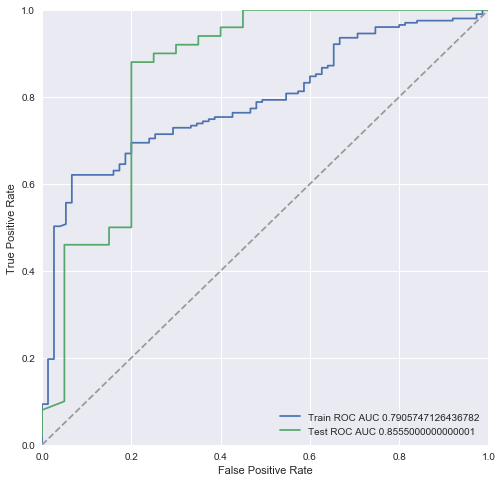 1.0
0.8
0.6
0.4
0.2
0.0
True Positive Rate
0.0 0.2 0.4 0.6 0.8 1.0
False Positive Rate
Train ROC AUC 0.7905747126436782
Test ROC AUC 0.8555000000000001